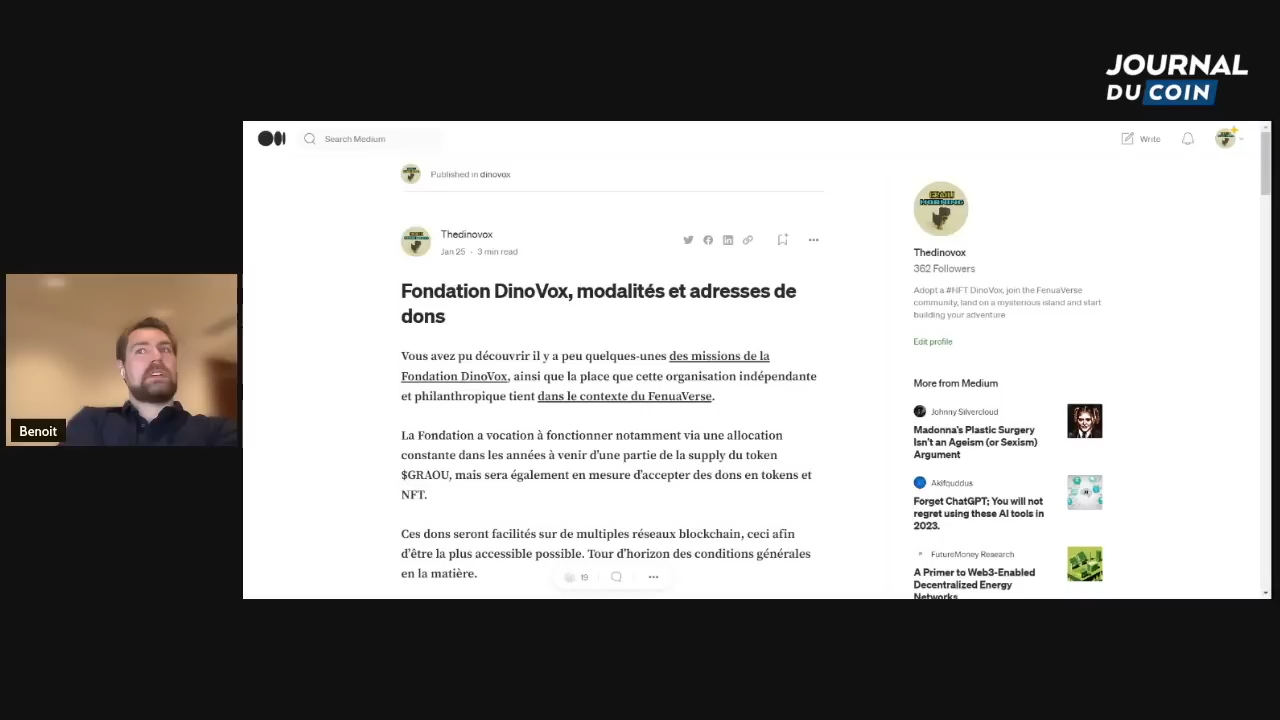 JOURNAL
DU COIN
Search Medium
Write
Published in dinovox
Thedinovox
Jan 25 · 3 min read
Fondation DinoVox, modalités et adresses de
dons
Vous avez pu découvrir il y a peu quelques-unes des missions de la
Fondation DinoVox, ainsi que la place que cette organisation indépendante
et philanthropique tient dans le contexte du FenuaVerse.
La Fondation a vocation à fonctionner notamment via une allocation
constante dans les années à venir d'une partie de la supply du token
$GRAOU, mais sera également en mesure d'accepter des dons en tokens et
NFT.
Ces dons seront facilités sur de multiples réseaux blockchain, ceci afin
d'être la plus accessible possible. Tour d'horizon des conditions générales
en la matière.
19
Thedinovox
362 Followers
Adopt a #NFT DinoVox, join the FenuaVerse
community, land on a mysterious island and start
building your adventure
Edit profile
More from Medium
Johnny Silvercloud
Madonna's Plastic Surgery
Isn't an Ageism (or Sexism)
Argument
Akifquddus
Forget ChatGPT; You will not
regret using these AI tools in
2023.
FutureMoney Research
A Primer to Web3-Enabled
Decentralized Energy
Networks
Benoit